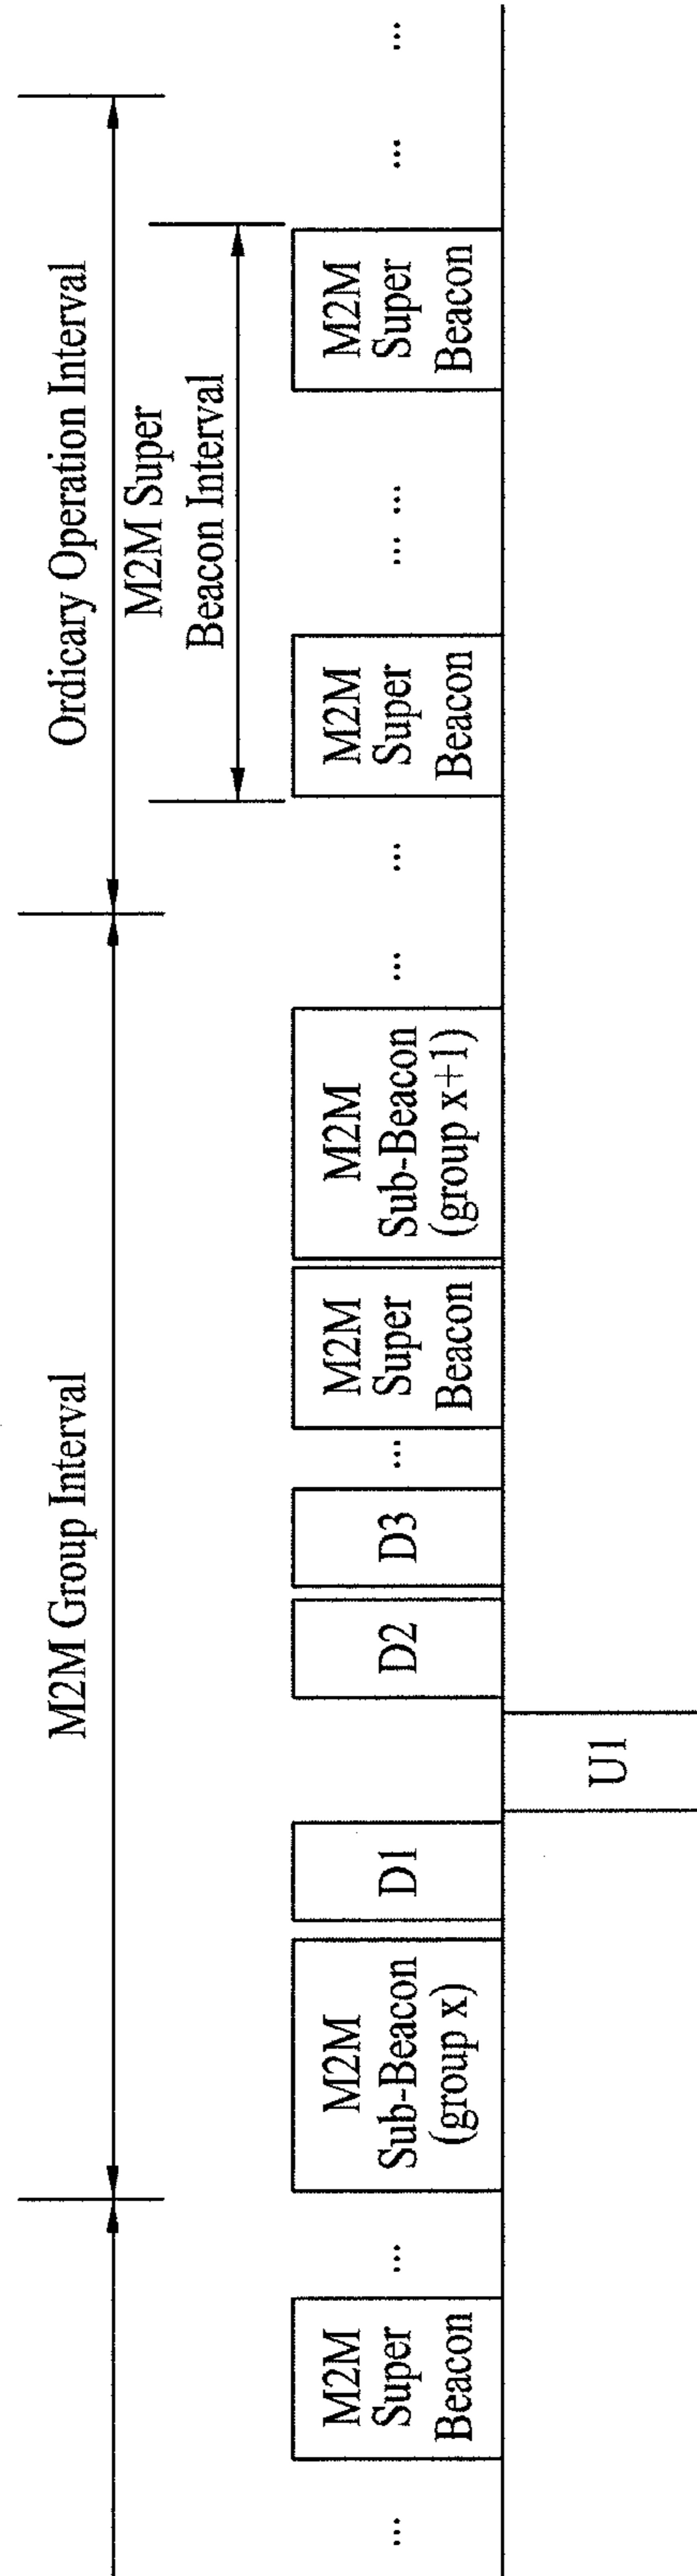 M2M Group Interval
Ordicary Operation Interval
M2M Super
Beacon Interval
...
M2M
Super
Beacon
...
M2M
Sub-Beacon
(group x)
D1
U1
D2
D3
...
M2M
Super
Beacon
M2M
Sub-Beacon
(group x+1)
...
...
M2M
Super
Beacon
... ...
M2M
Super
Beacon
...
...